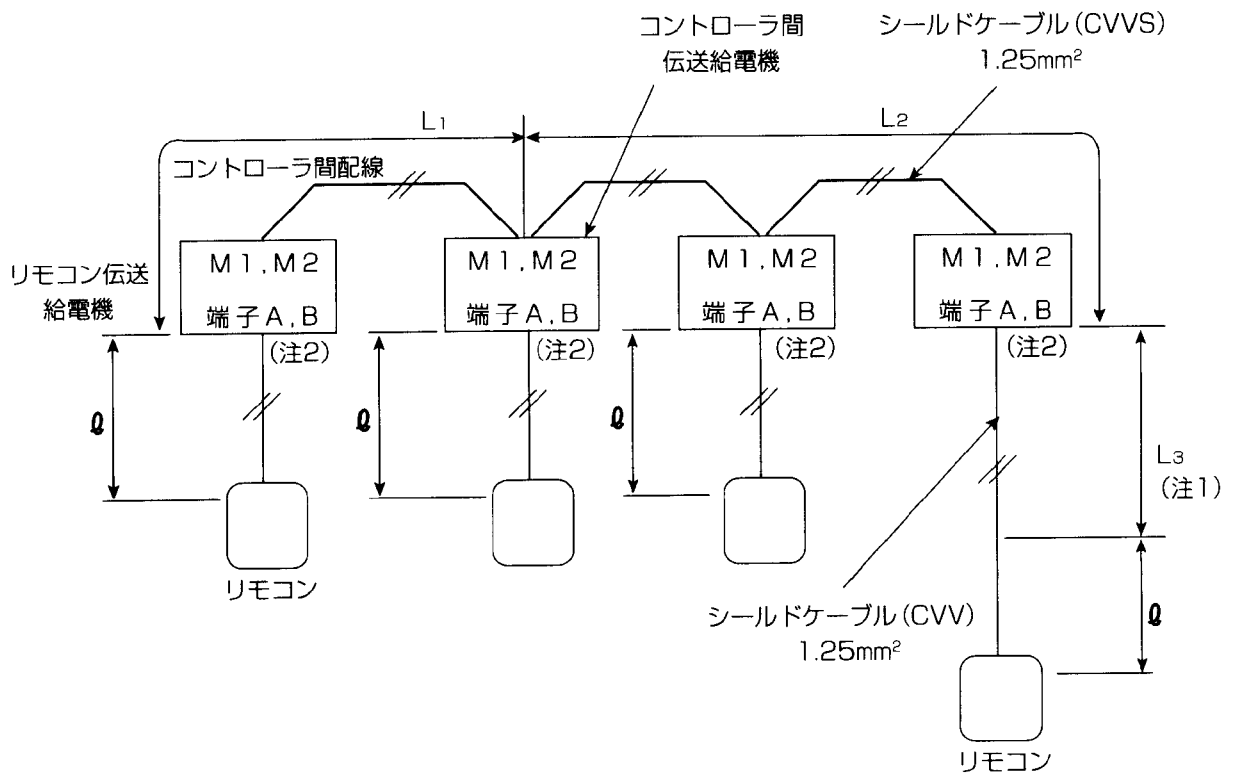 コントローラ間
伝送給電機
シールドケーブル(CVVS)
1.25mm²
L1
L2
コントローラ間配線
リモコン伝送
給電機
M1,M2
端子A,B
(注2)
M1,M2
端子A,B
(注2)
M1,M2
端子A,B
(注2)
M1,M2
端子A,B
(注2)
ℓ
ℓ
ℓ
L3
(注1)
リモコン
シールドケーブル(CVV)
1.25mm²
ℓ
リモコン